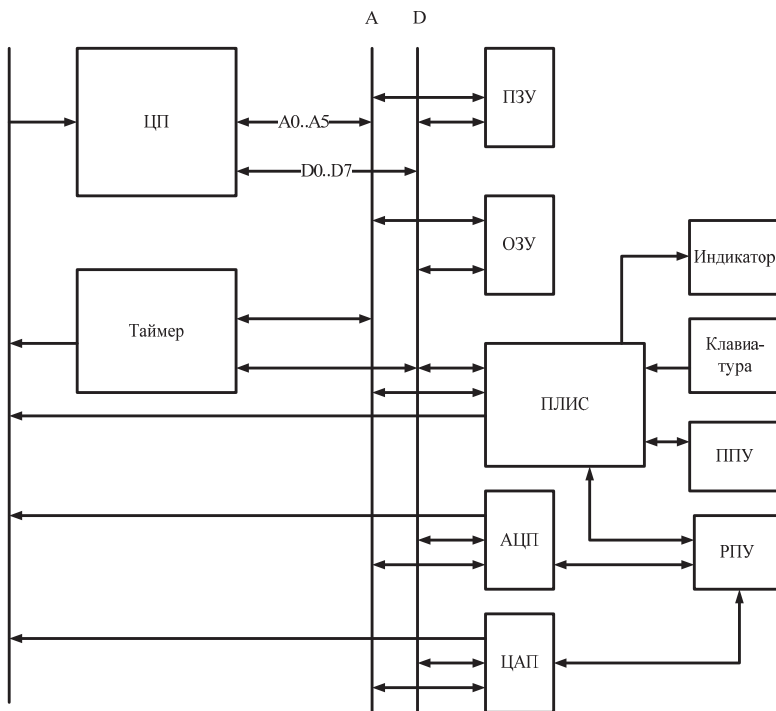 A D
ЦП
A0..A5
D0..D7
ПЗУ
ОЗУ
Индикатор
Таймер
Клавиа-
тура
ПЛИС
ППУ
АЦП
РПУ
ЦАП